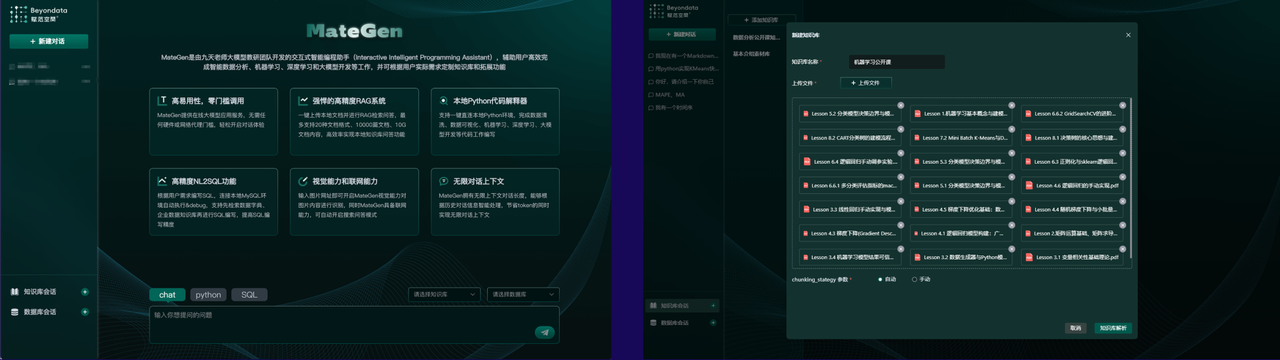 Beyondata
赋范空间
+ 新建对话
知识库会话
数据库会话
MateGen
MateGen是由九天老师大模型教研团队开发的交互式智能编程助手（Interactive Intelligent Programming Assistant），辅助用户高效完
成智能数据分析、机器学习、深度学习和大模型开发等工作，并可根据用户实际需求定制知识库和拓展功能
高易用性，零门槛调用
MateGen提供在线大模型应用服务，无需任
何硬件或网络代理门槛，轻松开启对话体验
强悍的高精度RAG系统
一键上传本地文档并进行RAG检索问答，最
多支持20种文档格式，10000篇文档，10G
文档内容，高效率实现本地知识库问答功能
本地Python代码解释器
支持一键直连本地Python环境，完成数据清
洗、数据可视化、机器学习、深度学习、大模
型开发等代码工作编写
高精度NL2SQL功能
根据用户需求编写SQL，连接本地MySQL环
境自动执行&debug，支持先检索数据字典、
企业数据知识库再进行SQL编写，提高SQL编
写精度
视觉能力和联网能力
输入图片网址即可开启MateGen视觉能力对
图片内容进行识别，同时MateGen具备联网
能力，可自动开启搜索问答模式
无限对话上下文
MateGen拥有无限上下文对话长度，能够根
据历史对话信息智能处理，节省token的同时
实现无限对话上下文
chat
python
SQL
请选择知识库
请选择数据库
输入你想提问的问题
Beyondata
赋范空间
+ 新建对话
我现在有一个Markdown...
用python实现KMeans快...
你好，请介绍一下你自己
MAPE、MA
我有一个时间序
知识库会话
数据库会话
+ 添加知识库
数据分析公开课知...
基本介绍素材库
新建知识库
知识库名称
机器学习公开课
上传文件
+ 上传文件
Lesson 5.2 分类模型决策边界与模...
Lesson 1.机器学习基本概念与建模...
Lesson 6.6.2 GridSearchCV的进阶...
Lesson 8.2 CART分类树的建模流程...
Lesson 7.2 Mini Batch K-Means与D...
Lesson 8.1 决策树的核心思想与建...
Lesson 6.4 逻辑回归手动调参实验...
Lesson 5.3 分类模型决策边界与模...
Lesson 6.3 正则化与sklearn逻辑回...
Lesson 6.6.1 多分类评估指标的mac...
Lesson 5.1 分类模型决策边界与模...
Lesson 4.6 逻辑回归的手动实现.pdf
Lesson 3.3 线性回归手动实现与模...
Lesson 4.5 梯度下降优化基础：数...
Lesson 4.4 随机梯度下降与小批量...
Lesson 4.3 梯度下降(Gradient Desc...
Lesson 4.1 逻辑回归模型构建：广...
Lesson 2.矩阵运算基础、矩阵求导...
Lesson 3.4 机器学习模型结果可信...
Lesson 3.2 数据生成器与Python模...
Lesson 3.1 变量相关性基础理论.pdf
chunking_stategy 参数
自动
手动
取消
知识库解析